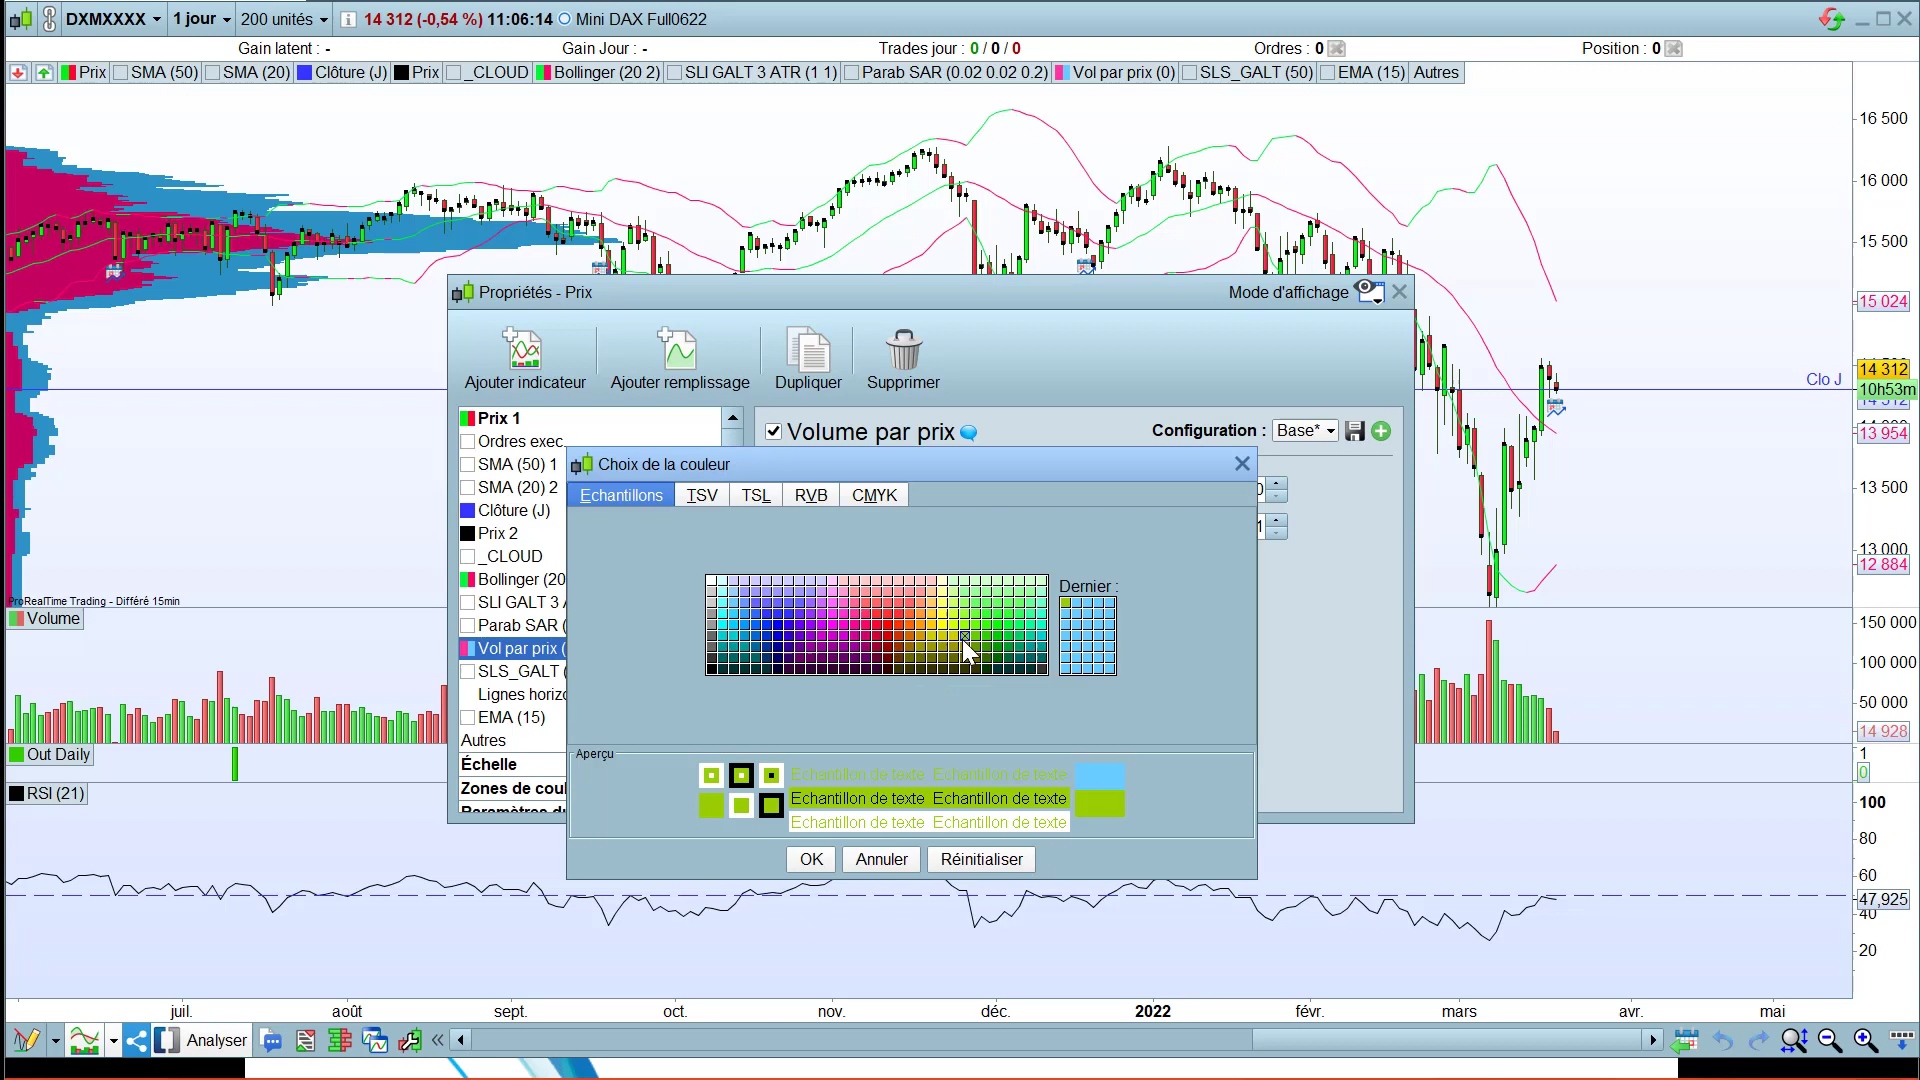 DXMXXXX 1 jour 200 unités 14 312 (-0,54 %) 11:06:14 Mini DAX Full0622
Gain latent : - Gain Jour : - Trades jour : 0 / 0 / 0 Ordres : 0 Position : 0
Prix SMA (50) SMA (20) Clôture (J) Prix _CLOUD Bollinger (20 2) SLI GALT 3 ATR (1 1) Parab SAR (0.02 0.02 0.2) Vol par prix (0) SLS_GALT (50) EMA (15) Autres
16 500
16 000
15 500
15 024
14 312
Clo J
10h53m
13 954
13 500
13 000
12 884
Propriétés - Prix Mode d'affichage
Ajouter indicateur Ajouter remplissage Dupliquer Supprimer
Prix 1
Ordres exec.
SMA (50) 1
SMA (20) 2
Clôture (J)
Prix 2
_CLOUD
Bollinger (20
SLI GALT 3
Parab SAR (
Vol par prix (
SLS_GALT (
Lignes horizo
EMA (15)
Autres
Échelle
Zones de coul
Volume par prix Configuration : Base*
Choix de la couleur
Echantillons TSV TSL RVB CMYK
Dernier :
Aperçu
Echantillon de texte Echantillon de texte
Echantillon de texte Echantillon de texte
Echantillon de texte Echantillon de texte
OK Annuler Réinitialiser
ProRealTime Trading - Différé 15min
Volume
150 000
100 000
50 000
14 928
Out Daily
1
0
RSI (21)
100
80
60
47,925
40
20
juil. août sept. oct. nov. déc. 2022 févr. mars avr. mai
Analyser